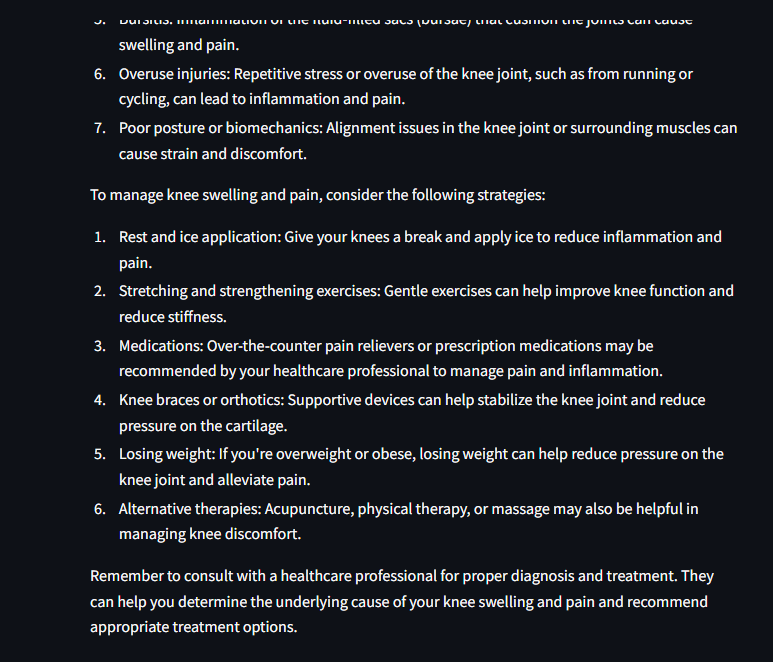 5. Bursitis: Inflammation of the fluid-filled sacs (bursae) that cushion the joints can cause
swelling and pain.
6. Overuse injuries: Repetitive stress or overuse of the knee joint, such as from running or
cycling, can lead to inflammation and pain.
7. Poor posture or biomechanics: Alignment issues in the knee joint or surrounding muscles can
cause strain and discomfort.
To manage knee swelling and pain, consider the following strategies:
1. Rest and ice application: Give your knees a break and apply ice to reduce inflammation and
pain.
2. Stretching and strengthening exercises: Gentle exercises can help improve knee function and
reduce stiffness.
3. Medications: Over-the-counter pain relievers or prescription medications may be
recommended by your healthcare professional to manage pain and inflammation.
4. Knee braces or orthotics: Supportive devices can help stabilize the knee joint and reduce
pressure on the cartilage.
5. Losing weight: If you're overweight or obese, losing weight can help reduce pressure on the
knee joint and alleviate pain.
6. Alternative therapies: Acupuncture, physical therapy, or massage may also be helpful in
managing knee discomfort.
Remember to consult with a healthcare professional for proper diagnosis and treatment. They
can help you determine the underlying cause of your knee swelling and pain and recommend
appropriate treatment options.